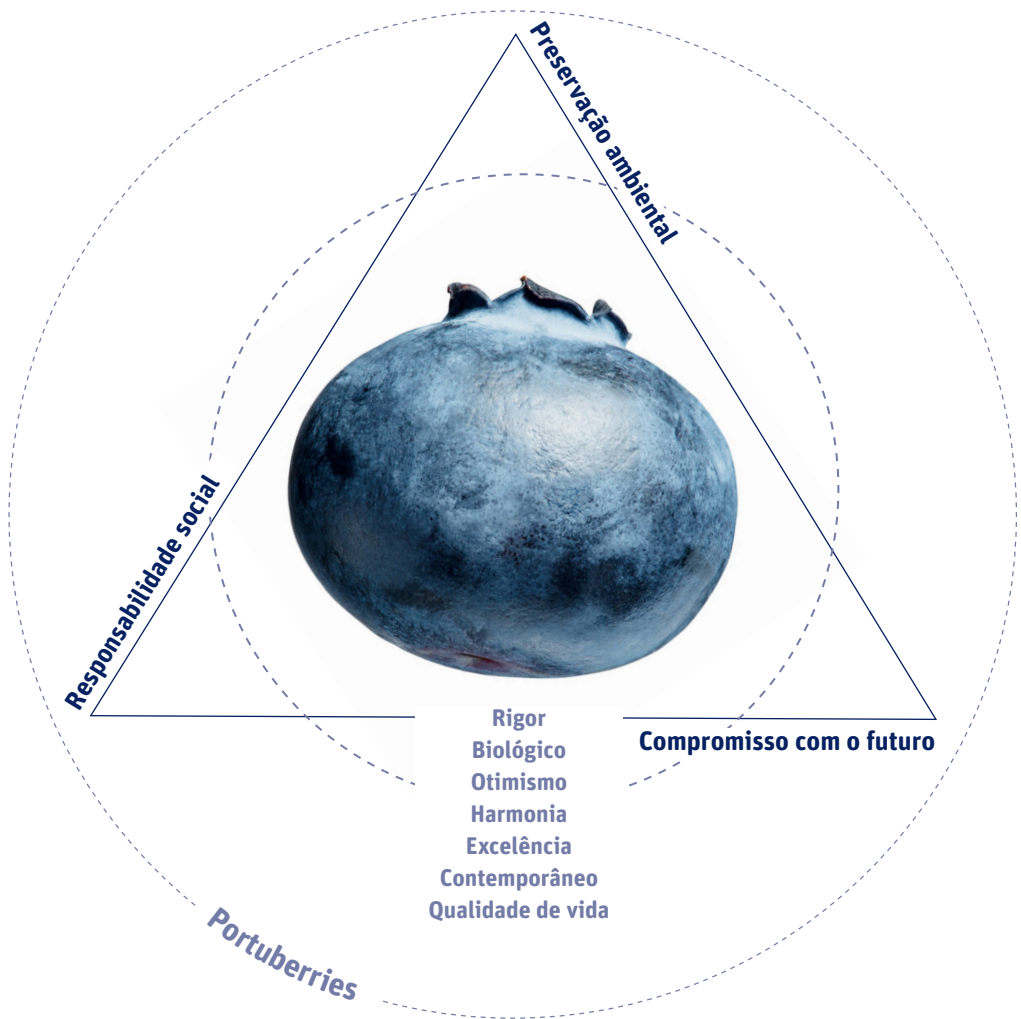 Preservação ambiental
Responsabilidade social
Rigor
Compromisso com o futuro
Biológico
Otimismo
Harmonia
Excelência
Contemporâneo
Qualidade de vida
Portuberries